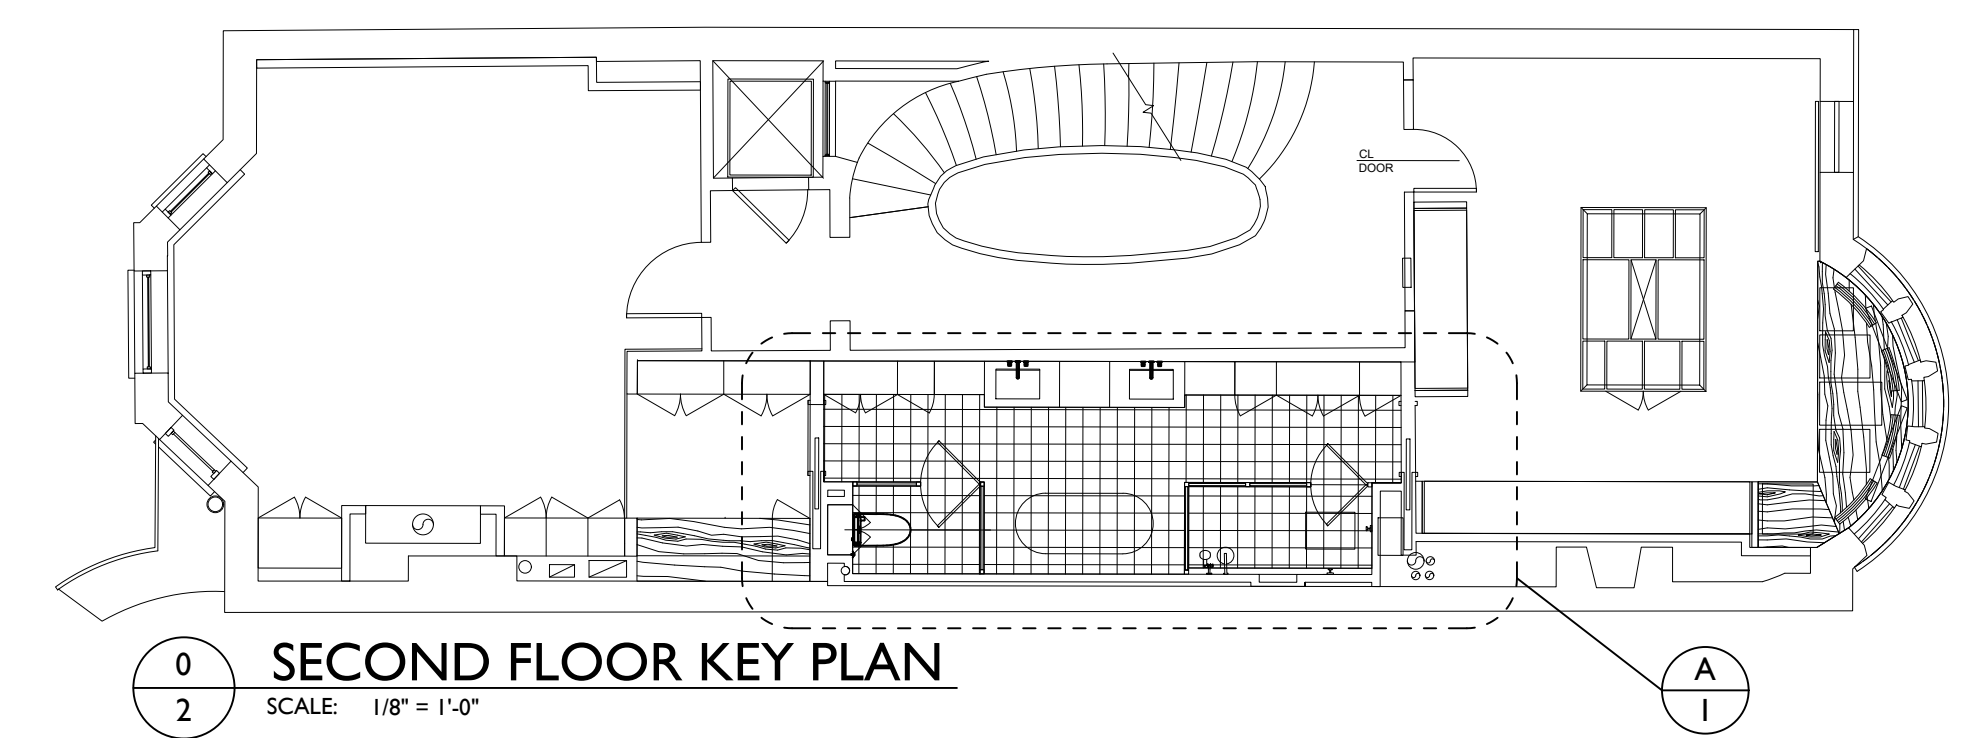 CL
DOOR
0
2
SECOND FLOOR KEY PLAN
SCALE: 1/8" = 1'-0"
A
1